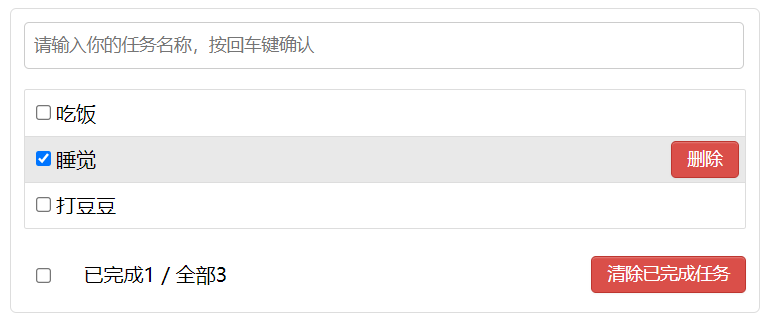 请输入你的任务名称，按回车键确认
吃饭
睡觉 删除
打豆豆
已完成1 / 全部3 清除已完成任务